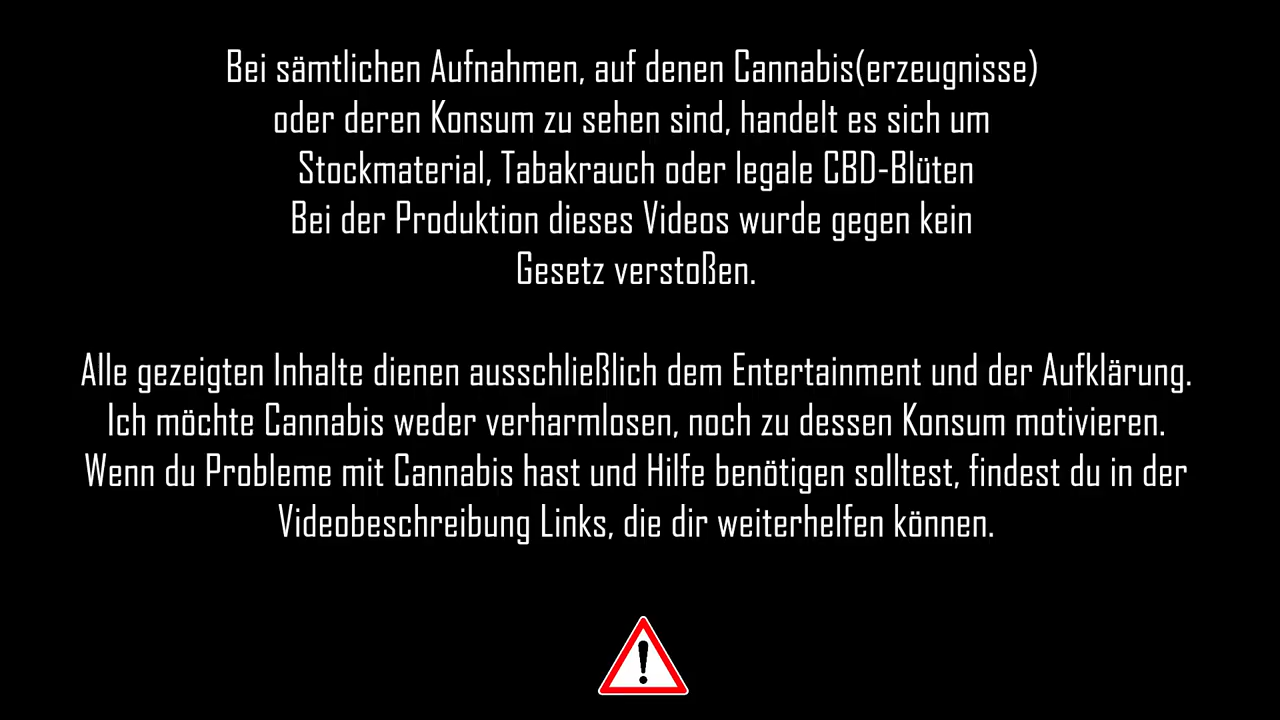 Bei sämtlichen Aufnahmen, auf denen Cannabis(erzeugnisse)
oder deren Konsum zu sehen sind, handelt es sich um
Stockmaterial, Tabakrauch oder legale CBD-Blüten
Bei der Produktion dieses Videos wurde gegen kein
Gesetz verstoßen.
Alle gezeigten Inhalte dienen ausschließlich dem Entertainment und der Aufklärung.
Ich möchte Cannabis weder verharmlosen, noch zu dessen Konsum motivieren.
Wenn du Probleme mit Cannabis hast und Hilfe benötigen solltest, findest du in der
Videobeschreibung Links, die dir weiterhelfen können.
!